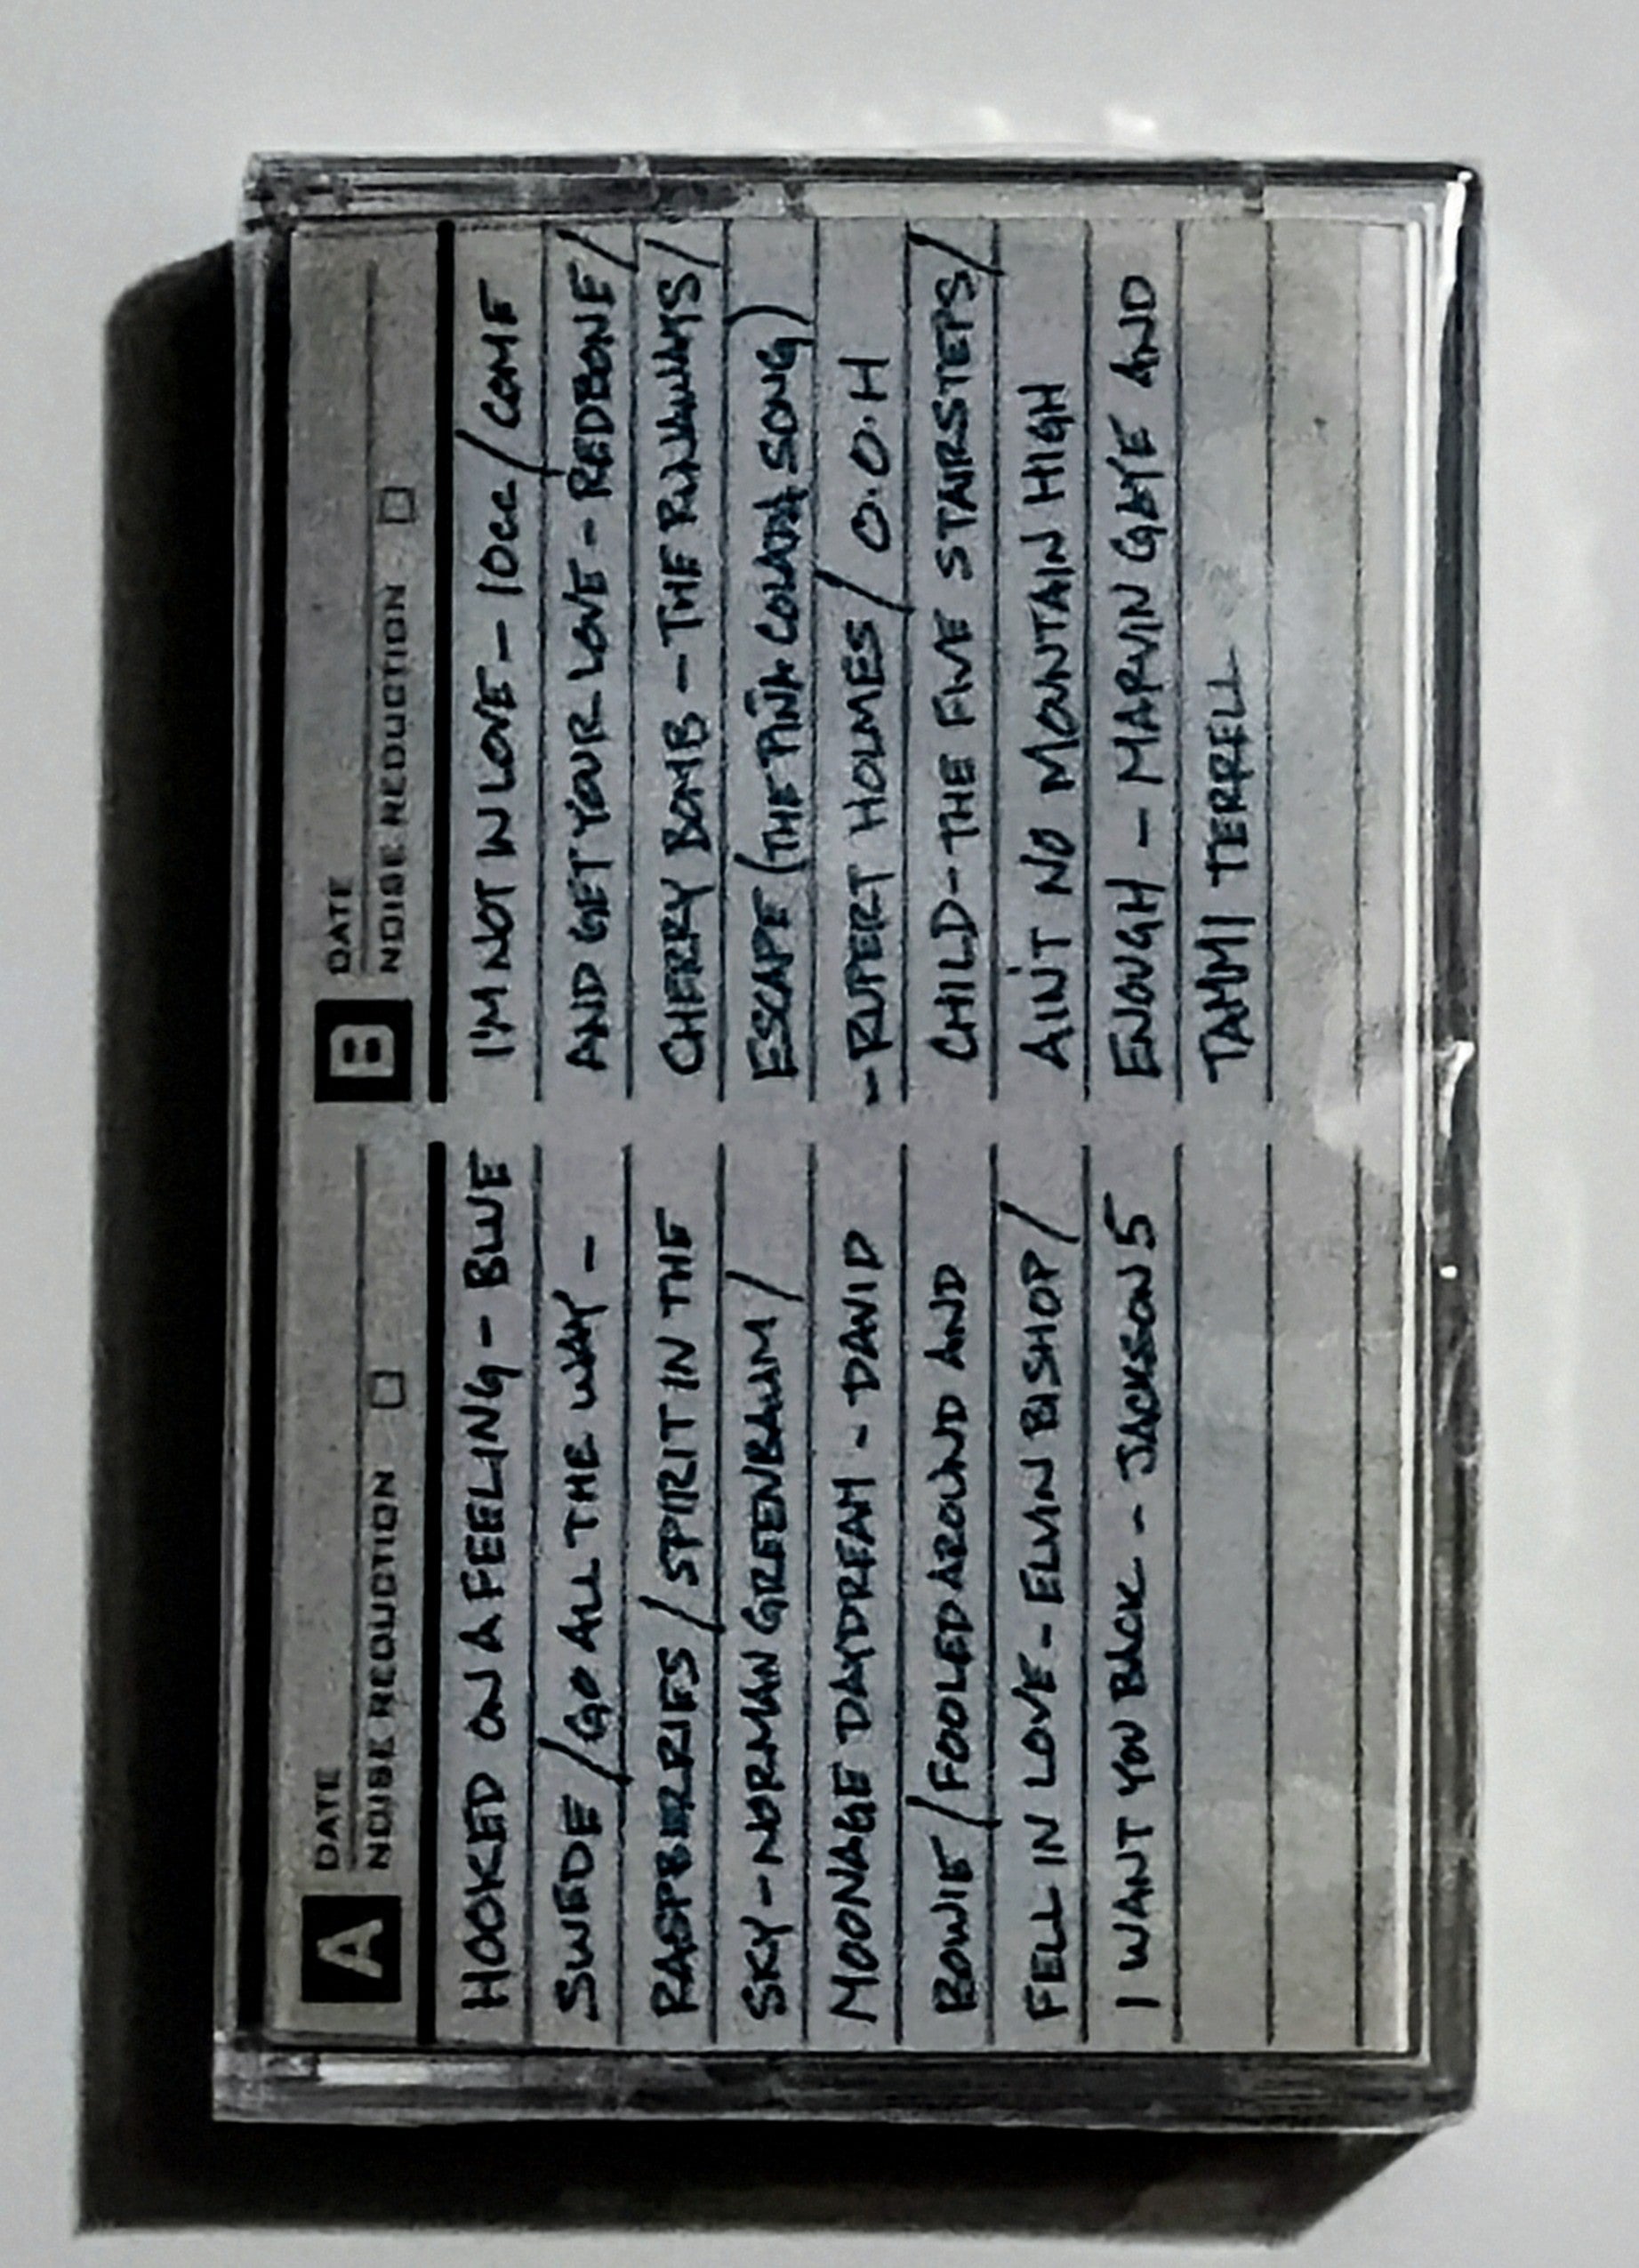 A
DATE
NOISE REDUCTION
HOOKED ON A FEELING - BLUE
SWEDE / GO ALL THE WAY -
RASPBERRIES / SPIRIT IN THE
SKY - NORMAN GREENBAUM /
MOONAGE DAYDREAM - DAVID
BOWIE / FOOLED AROUND AND
FELL IN LOVE - ELVIN BISHOP /
I WANT YOU BACK - JACKSON 5
B
DATE
NOISE REDUCTION
I'M NOT IN LOVE - 10cc / COME
AND GET YOUR LOVE - REDBONE /
CHERRY BOMB - THE RUNAWAYS /
ESCAPE (THE PIÑA COLADA SONG)
- RUPERT HOLMES / O.O.H
CHILD - THE FIVE STAIRSTEPS /
AIN'T NO MOUNTAIN HIGH
ENOUGH - MARVIN GAYE AND
TAMMI TERRELL